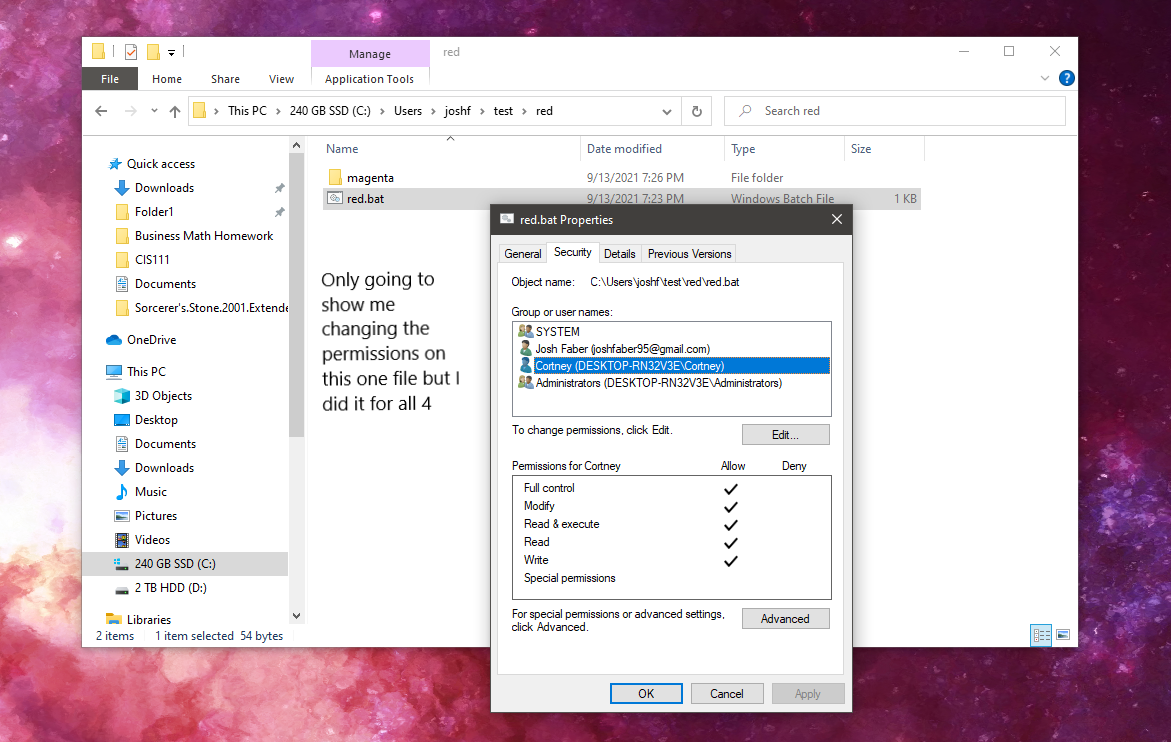 Manage
red
File
Home
Share
View
Application Tools
?
This PC
240 GB SSD (C:)
Users
joshf
test
red
Search red
Name
Date modified
Type
Size
magenta
9/13/2021 7:26 PM
File folder
red.bat
9/13/2021 7:23 PM
Windows Batch File
1 KB
Quick access
Downloads
Folder1
Business Math Homework
CIS111
Documents
Sorcerer's.Stone.2001.Extende
OneDrive
This PC
3D Objects
Desktop
Documents
Downloads
Music
Pictures
Videos
240 GB SSD (C:)
2 TB HDD (D:)
Libraries
2 items
1 item selected
54 bytes
Only going to
show me
changing the
permissions on
this one file but I
did it for all 4
red.bat Properties
General
Security
Details
Previous Versions
Object name:
C:\Users\joshf\test\red\red.bat
Group or user names:
SYSTEM
Josh Faber (joshfaber95@gmail.com)
Cortney (DESKTOP-RN32V3E\Cortney)
Administrators (DESKTOP-RN32V3E\Administrators)
To change permissions, click Edit.
Edit...
Permissions for Cortney
Allow
Deny
Full control
Modify
Read & execute
Read
Write
Special permissions
For special permissions or advanced settings,
click Advanced.
Advanced
OK
Cancel
Apply